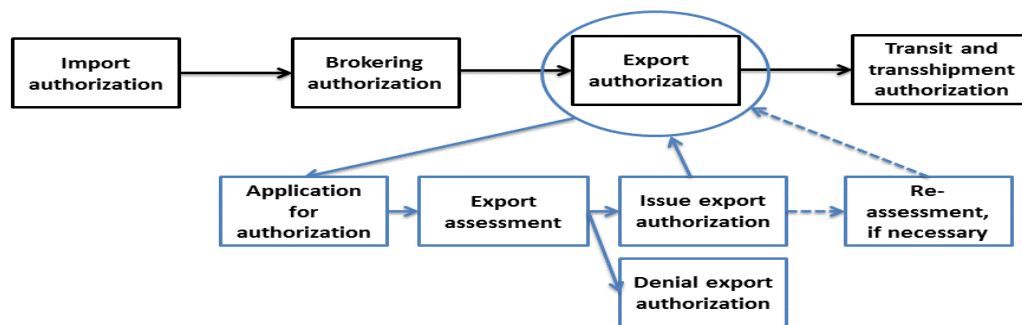 Import
authorization
Brokering
authorization
Export
authorization
Transit and
transshipment
authorization
Application
for
authorization
Export
assessment
Issue export
authorization
Re-
assessment,
if necessary
Denial export
authorization